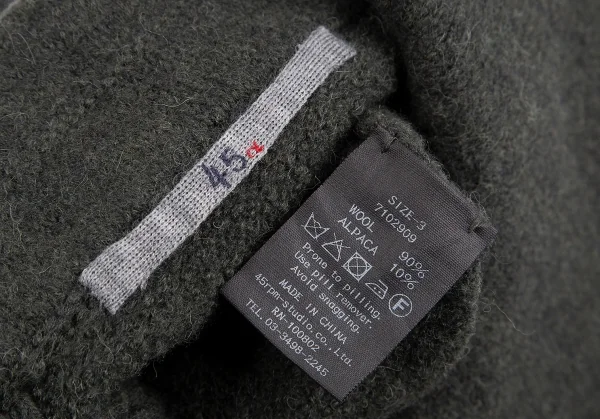 45R
SIZE-3
7102909
WOOL 90%
ALPACA 10%
F
Prone to pilling.
Use Pill remover.
Avoid snagging.
MADE IN CHINA
45rpm-studio.co.,Ltd.
RN-100802
TEL. 03-3498-2245